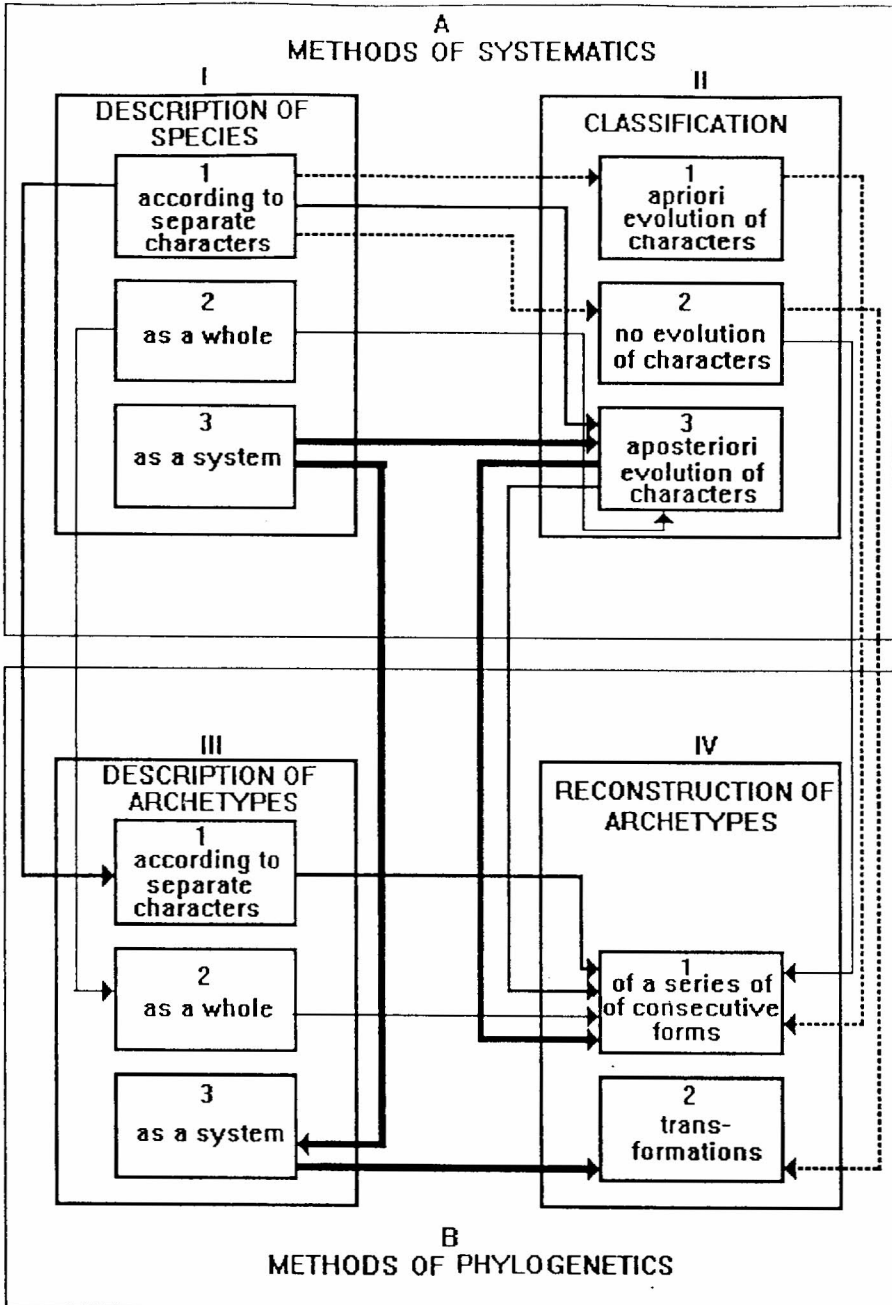 A
METHODS OF SYSTEMATICS
I
DESCRIPTION OF
SPECIES
1
according to
separate
characters
2
as a whole
3
as a system
II
CLASSIFICATION
1
apriori
evolution of
characters
2
no evolution
of characters
3
aposteriori
evolution of
characters
III
DESCRIPTION OF
ARCHETYPES
1
according to
separate
characters
2
as a whole
3
as a system
IV
RECONSTRUCTION OF
ARCHETYPES
1
of a series of
of consecutive
forms
2
trans-
formations
B
METHODS OF PHYLOGENETICS